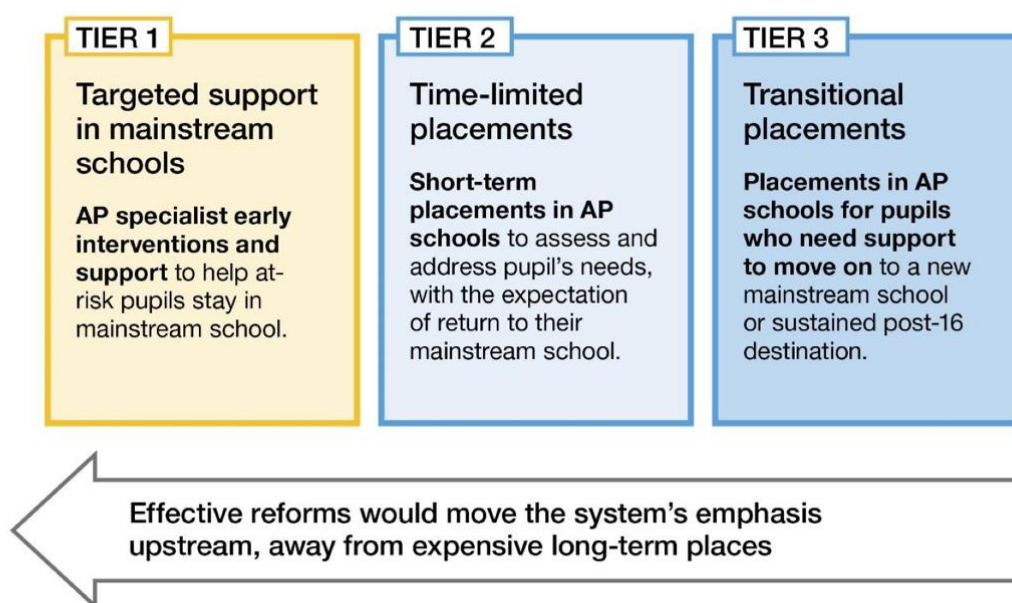 TIER 1
Targeted support
in mainstream
schools
AP specialist early
interventions and
support to help at-
risk pupils stay in
mainstream school.
TIER 2
Time-limited
placements
Short-term
placements in AP
schools to assess and
address pupil's needs,
with the expectation
of return to their
mainstream school.
TIER 3
Transitional
placements
Placements in AP
schools for pupils
who need support
to move on to a new
mainstream school
or sustained post-16
destination.
Effective reforms would move the system's emphasis
upstream, away from expensive long-term places